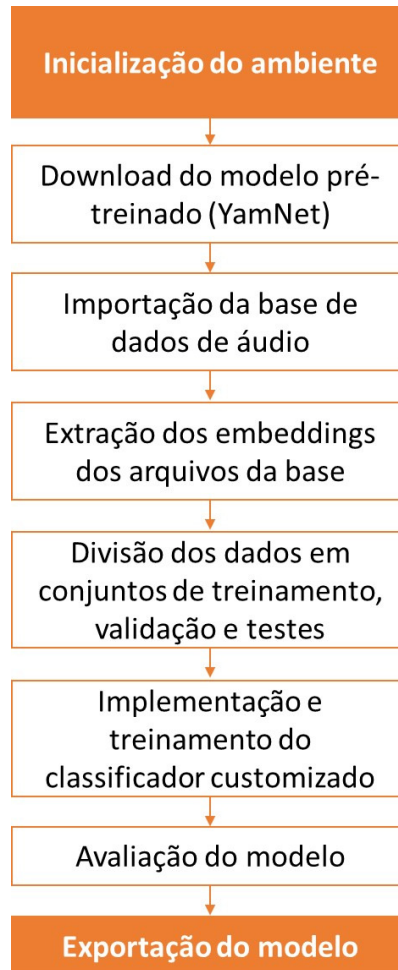 Inicialização do ambiente
Download do modelo pré-
treinado (YamNet)
Importação da base de
dados de áudio
Extração dos embeddings
dos arquivos da base
Divisão dos dados em
conjuntos de treinamento,
validação e testes
Implementação e
treinamento do
classificador customizado
Avaliação do modelo
Exportação do modelo